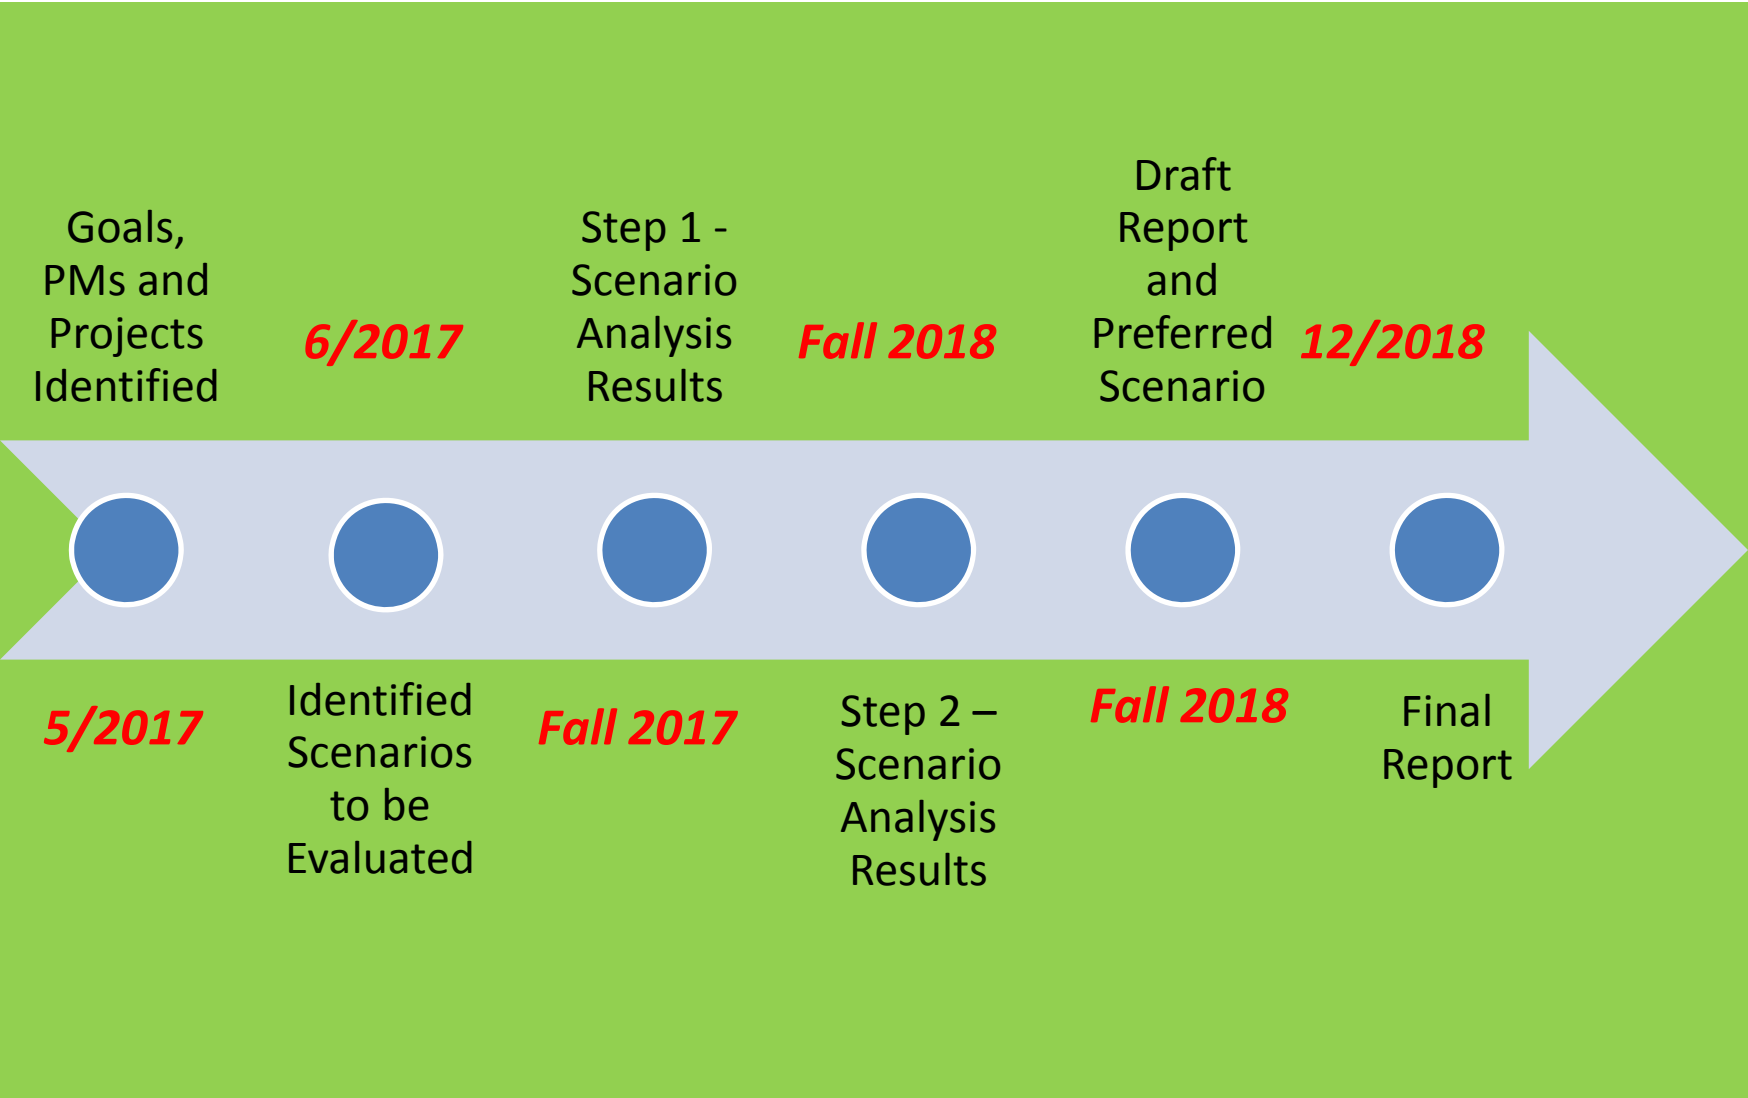 Goals,
PMs and
Projects
Identified
6/2017
Step 1 -
Scenario
Analysis
Results
Fall 2018
Draft
Report
and
Preferred
Scenario
12/2018
5/2017
Identified
Scenarios
to be
Evaluated
Fall 2017
Step 2 –
Scenario
Analysis
Results
Fall 2018
Final
Report